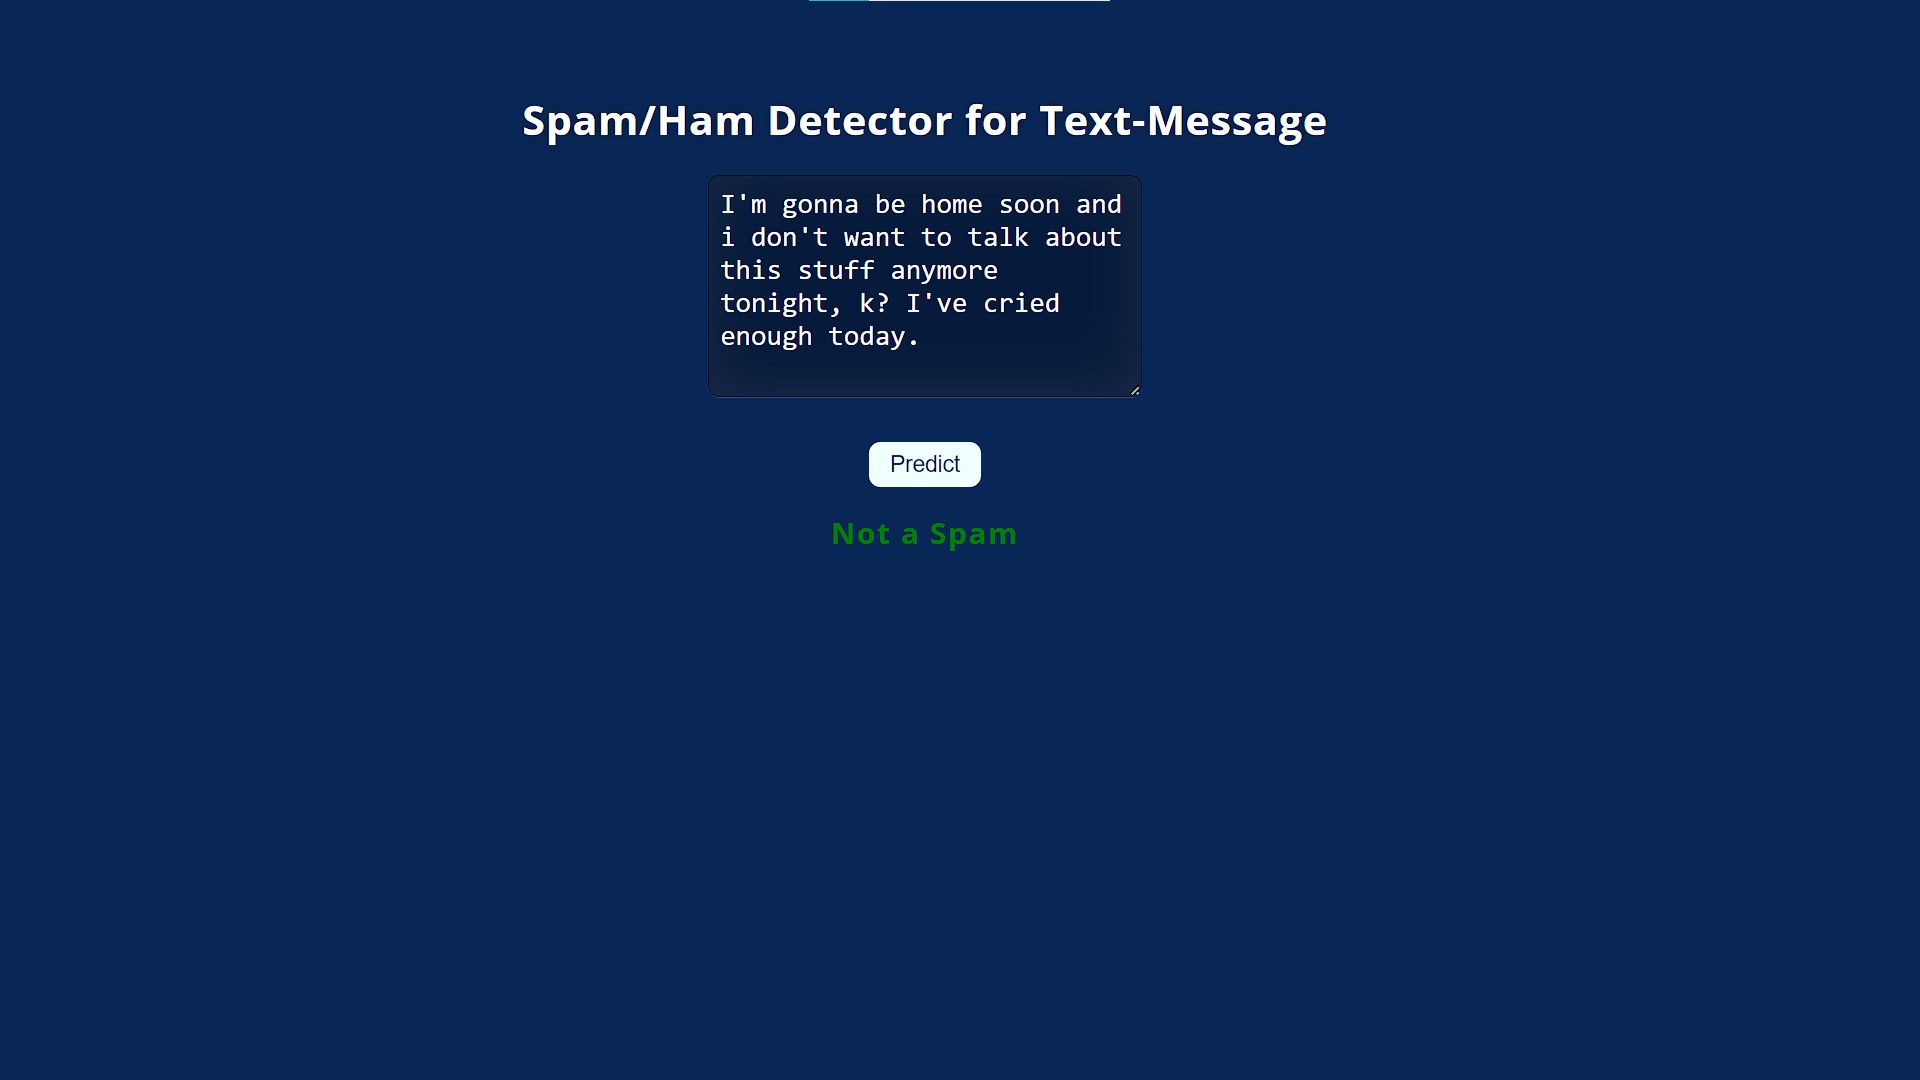 Spam/Ham Detector for Text-Message
I'm gonna be home soon and
i don't want to talk about
this stuff anymore
tonight, k? I've cried
enough today.
Predict
Not a Spam